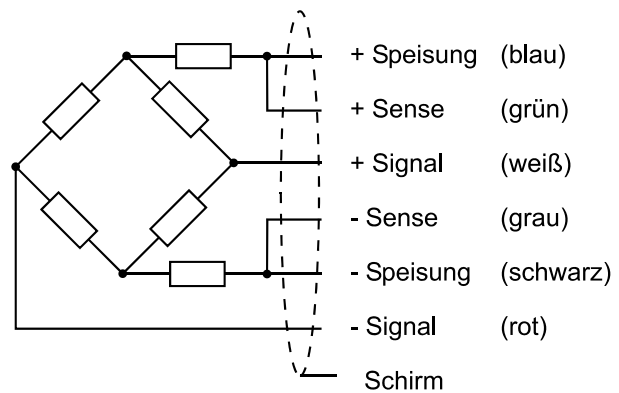 + Speisung (blau)
+ Sense (grün)
+ Signal (weiß)
- Sense (grau)
- Speisung (schwarz)
- Signal (rot)
Schirm